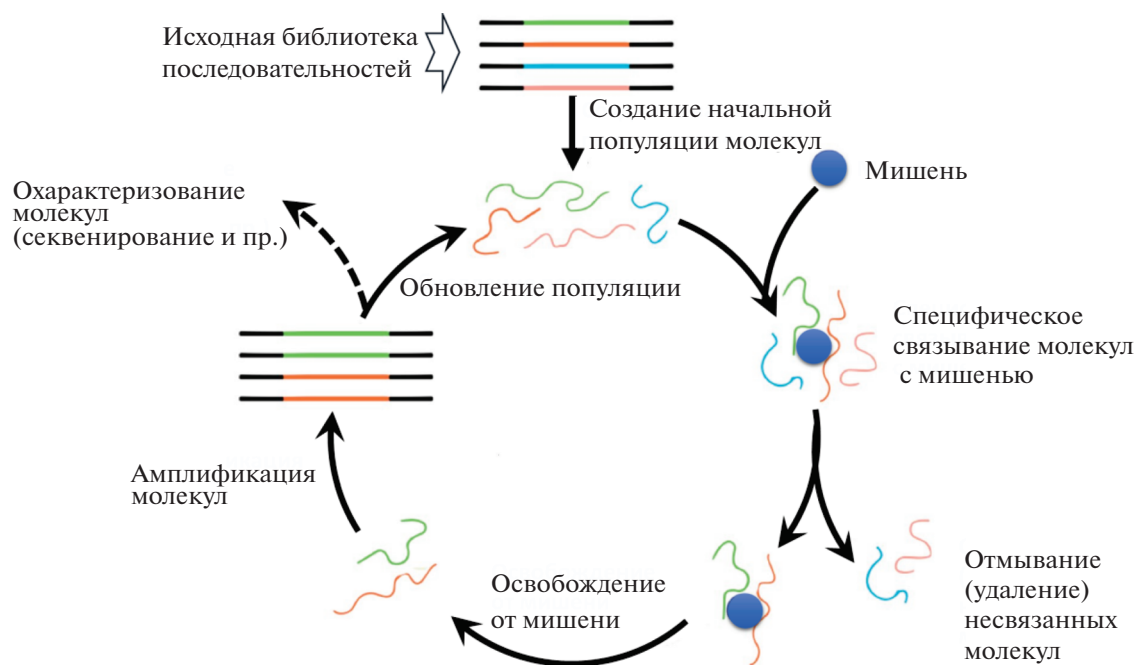 Исходная библиотека
последовательностей
Создание начальной
популяции молекул
Мишень
Охарактеризование
молекул
(секвенирование и пр.)
Обновление популяции
Специфическое
связывание молекул
с мишенью
Амплификация
молекул
Освобождение
от мишени
Отмывание
(удаление)
несвязанных
молекул